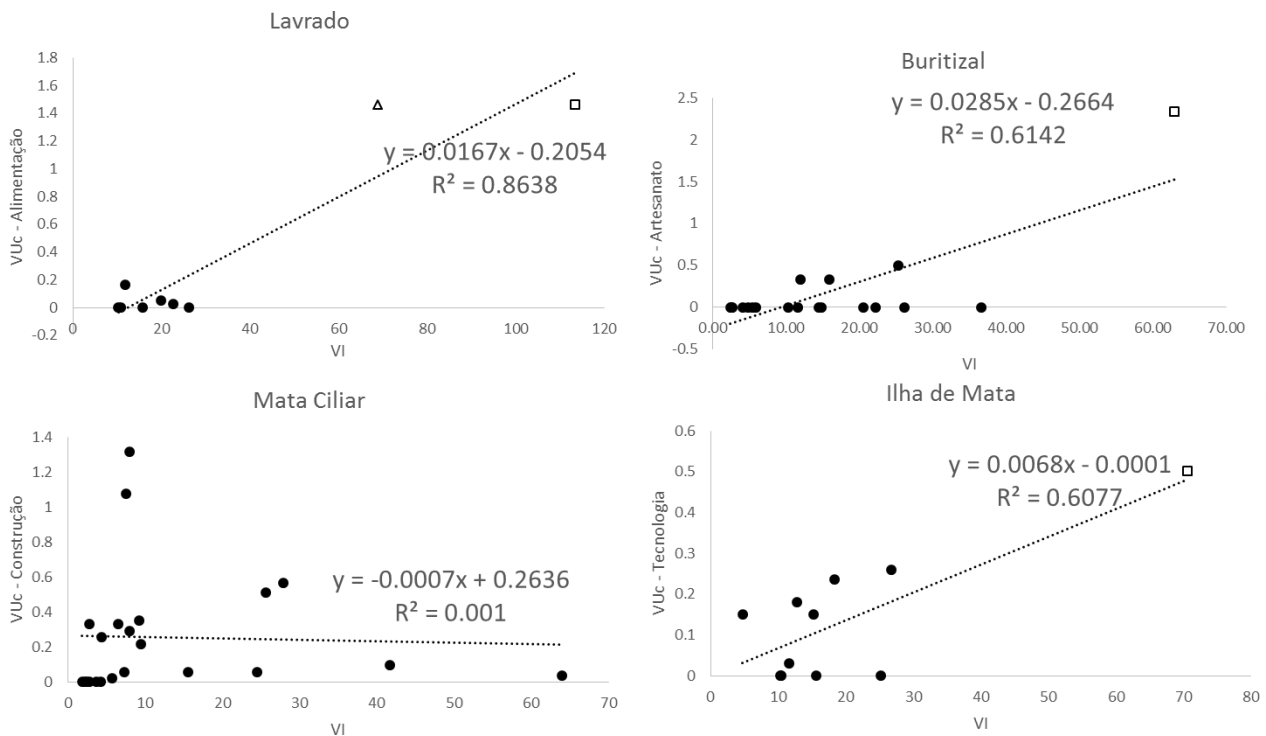 Lavrado
1.8
1.6
1.4
1.2
1
0.8
0.6
0.4
0.2
0
-0.2
VUc - Alimentação
y = 0.0167x - 0.2054
R² = 0.8638
0 20 40 60 80 100 120
VI
Buritizal
2.5
2
1.5
1
0.5
0
-0.5
VUc - Artesanato
y = 0.0285x - 0.2664
R² = 0.6142
0.00 10.00 20.00 30.00 40.00 50.00 60.00 70.00
VI
Mata Ciliar
1.4
1.2
1
0.8
0.6
0.4
0.2
0
VUc - Construção
y = -0.0007x + 0.2636
R² = 0.001
0 10 20 30 40 50 60 70
VI
Ilha de Mata
0.6
0.5
0.4
0.3
0.2
0.1
0
VUc - Tecnologia
y = 0.0068x - 0.0001
R² = 0.6077
0 10 20 30 40 50 60 70 80
VI